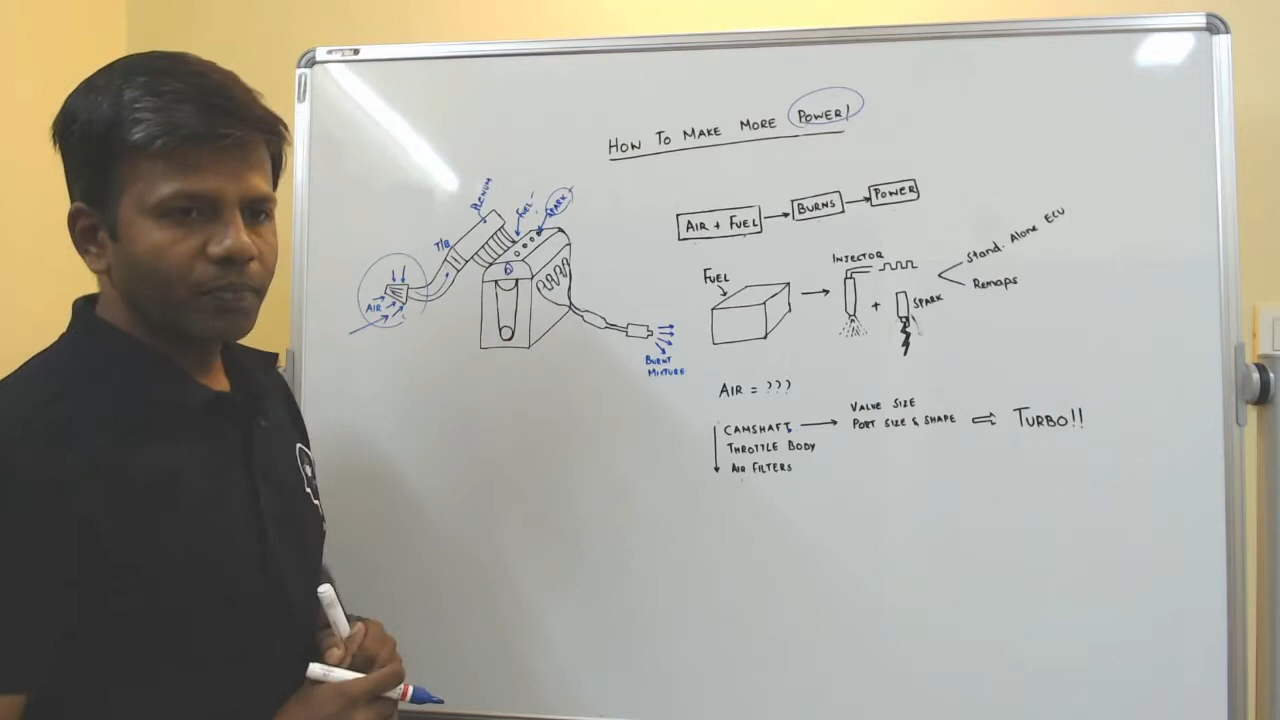 HOW TO MAKE MORE POWER!
AIR + FUEL
BURNS
POWER
PLENUM
FUEL
SPARK
T/B
AIR
BURNT
MIXTURE
FUEL
INJECTOR
+
SPARK
Stand-Alone ECU
Remaps
AIR = ???
CAMSHAFT
THROTTLE BODY
AIR FILTERS
VALVE SIZE
PORT SIZE & SHAPE
TURBO!!